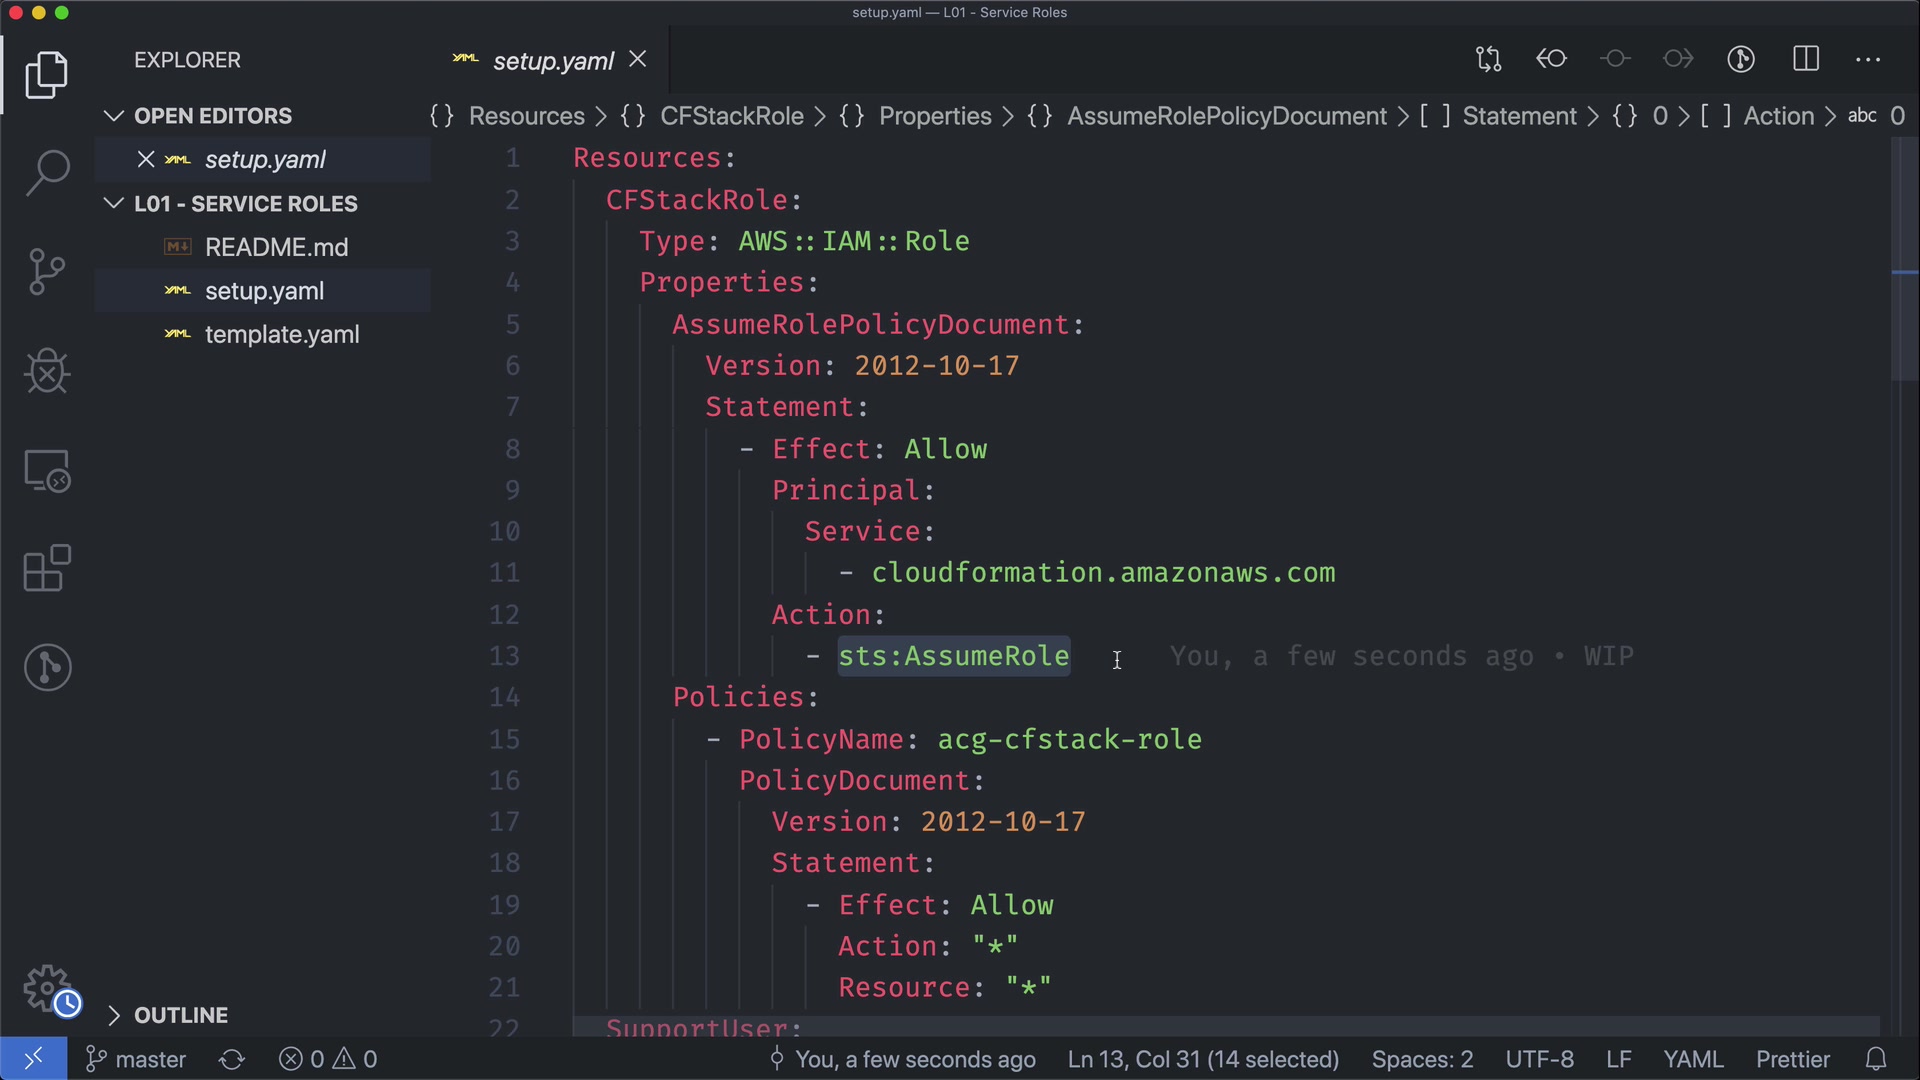 setup.yaml — L01 - Service Roles
EXPLORER
YAML setup.yaml
OPEN EDITORS
{} Resources > {} CFStackRole > {} Properties > {} AssumeRolePolicyDocument > [ ] Statement > {} 0 > [ ] Action > abc 0
YAML setup.yaml
L01 - SERVICE ROLES
M↓ README.md
YAML setup.yaml
YAML template.yaml
1 Resources:
2 CFStackRole:
3 Type: AWS::IAM::Role
4 Properties:
5 AssumeRolePolicyDocument:
6 Version: 2012-10-17
7 Statement:
8 - Effect: Allow
9 Principal:
10 Service:
11 - cloudformation.amazonaws.com
12 Action:
13 - sts:AssumeRole You, a few seconds ago • WIP
14 Policies:
15 - PolicyName: acg-cfstack-role
16 PolicyDocument:
17 Version: 2012-10-17
18 Statement:
19 - Effect: Allow
20 Action: "*"
21 Resource: "*"
22 SupportUser:
OUTLINE
master 0 0 You, a few seconds ago Ln 13, Col 31 (14 selected) Spaces: 2 UTF-8 LF YAML Prettier